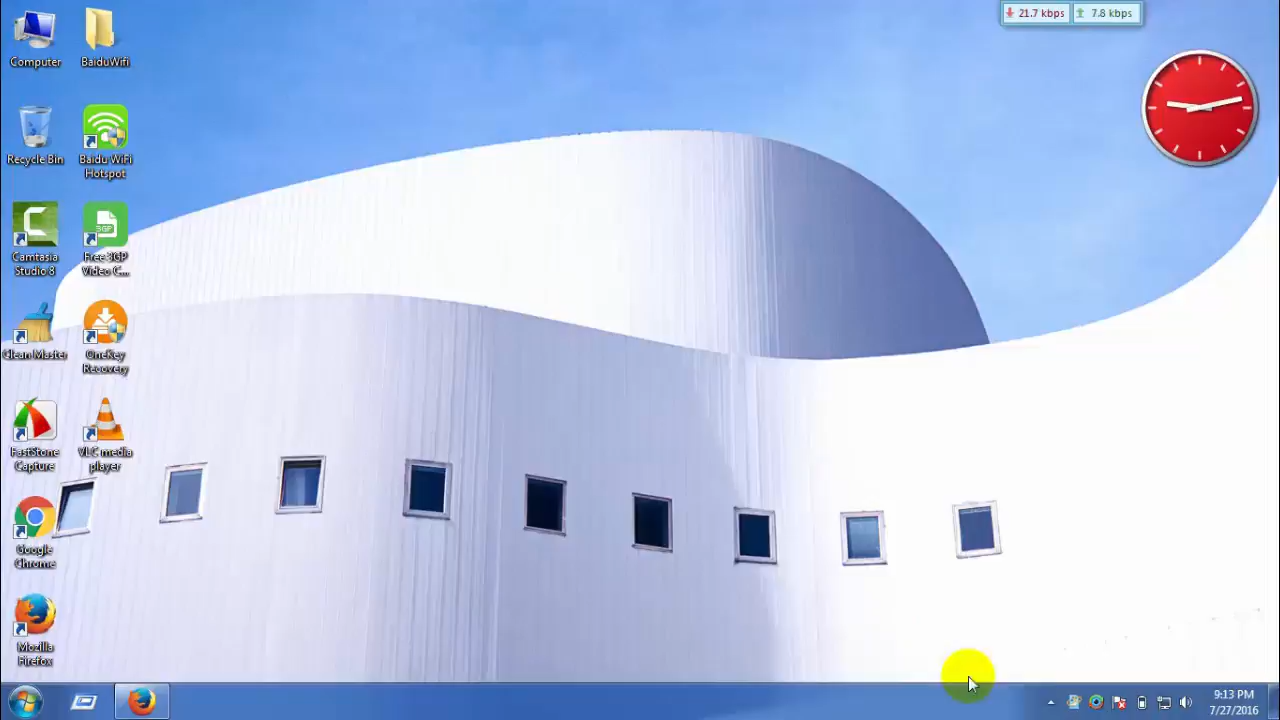 21.7 kbps
7.8 kbps
Computer
BaiduWifi
Recycle Bin
Baidu WiFi
Hotspot
Camtasia
Studio 8
3GP
Free 3GP
Video C...
Clean Master
OneKey
Recovery
FastStone
Capture
VLC media
player
Google
Chrome
Mozilla
Firefox
9:13 PM
7/27/2016